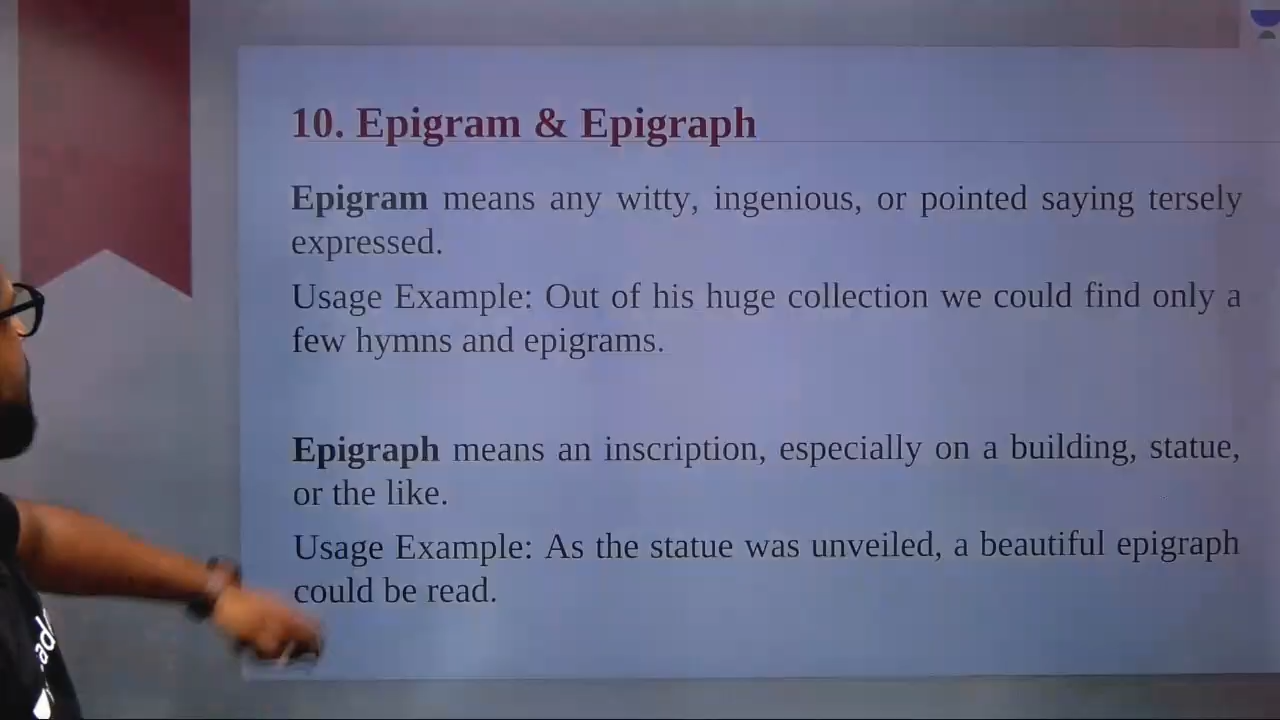 10. Epigram & Epigraph
Epigram means any witty, ingenious, or pointed saying tersely
expressed.
Usage Example: Out of his huge collection we could find only a
few hymns and epigrams.
Epigraph means an inscription, especially on a building, statue,
or the like.
Usage Example: As the statue was unveiled, a beautiful epigraph
could be read.